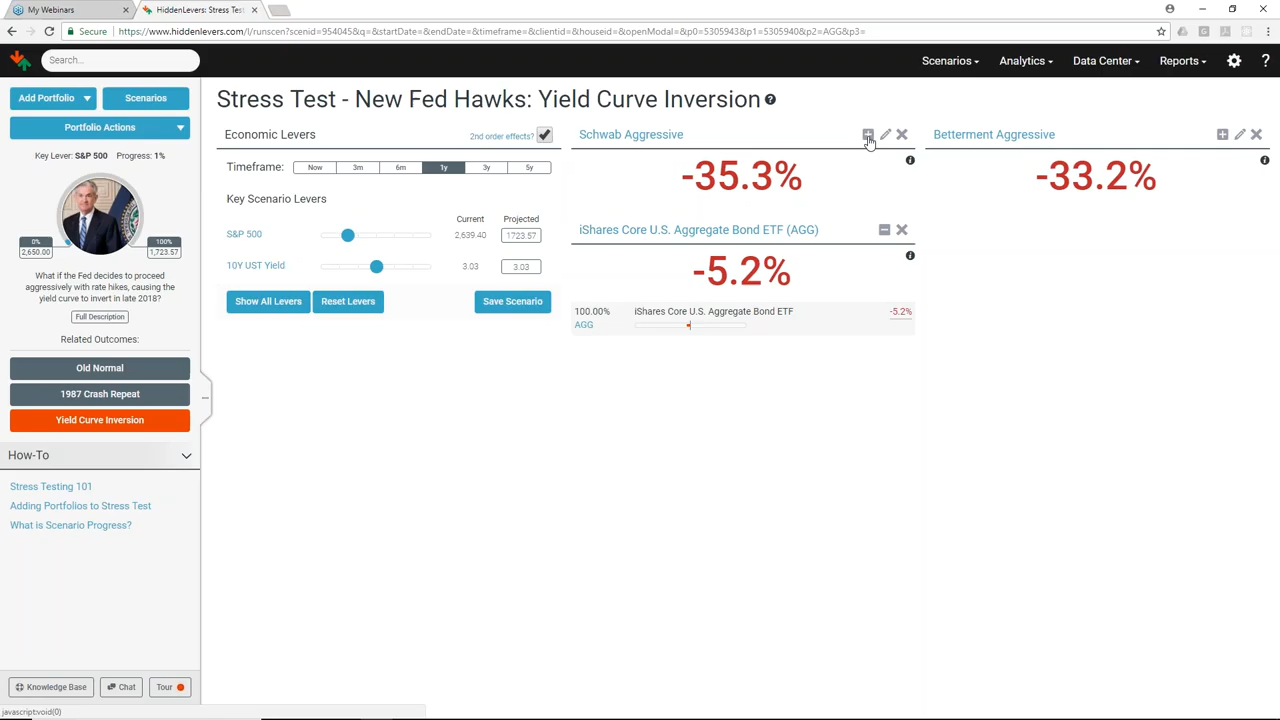 My Webinars
HiddenLevers: Stress Test
Secure
https://www.hiddenlevers.com/l/runscen?scenid=954045&q=&startDate=&endDate=&timeframe=&clientid=&houseid=&openModal=&p0=5305943&p1=5305940&p2=AGG&p3=
Search...
Scenarios
Analytics
Data Center
Reports
?
Add Portfolio
Scenarios
Portfolio Actions
Key Lever: S&P 500 Progress: 1%
0%
2,650.00
100%
1,723.57
What if the Fed decides to proceed
aggressively with rate hikes, causing the
yield curve to invert in late 2018?
Full Description
Related Outcomes:
Old Normal
1987 Crash Repeat
Yield Curve Inversion
How-To
Stress Testing 101
Adding Portfolios to Stress Test
What is Scenario Progress?
Knowledge Base
Chat
Tour
javascript:void(0)
Stress Test - New Fed Hawks: Yield Curve Inversion ?
Economic Levers
2nd order effects?
Timeframe:
Now 3m 6m 1y 3y 5y
Key Scenario Levers
Current Projected
S&P 500 2,639.40 1723.57
10Y UST Yield 3.03 3.03
Show All Levers
Reset Levers
Save Scenario
Schwab Aggressive
-35.3%
iShares Core U.S. Aggregate Bond ETF (AGG)
-5.2%
100.00% iShares Core U.S. Aggregate Bond ETF -5.2%
AGG
Betterment Aggressive
-33.2%